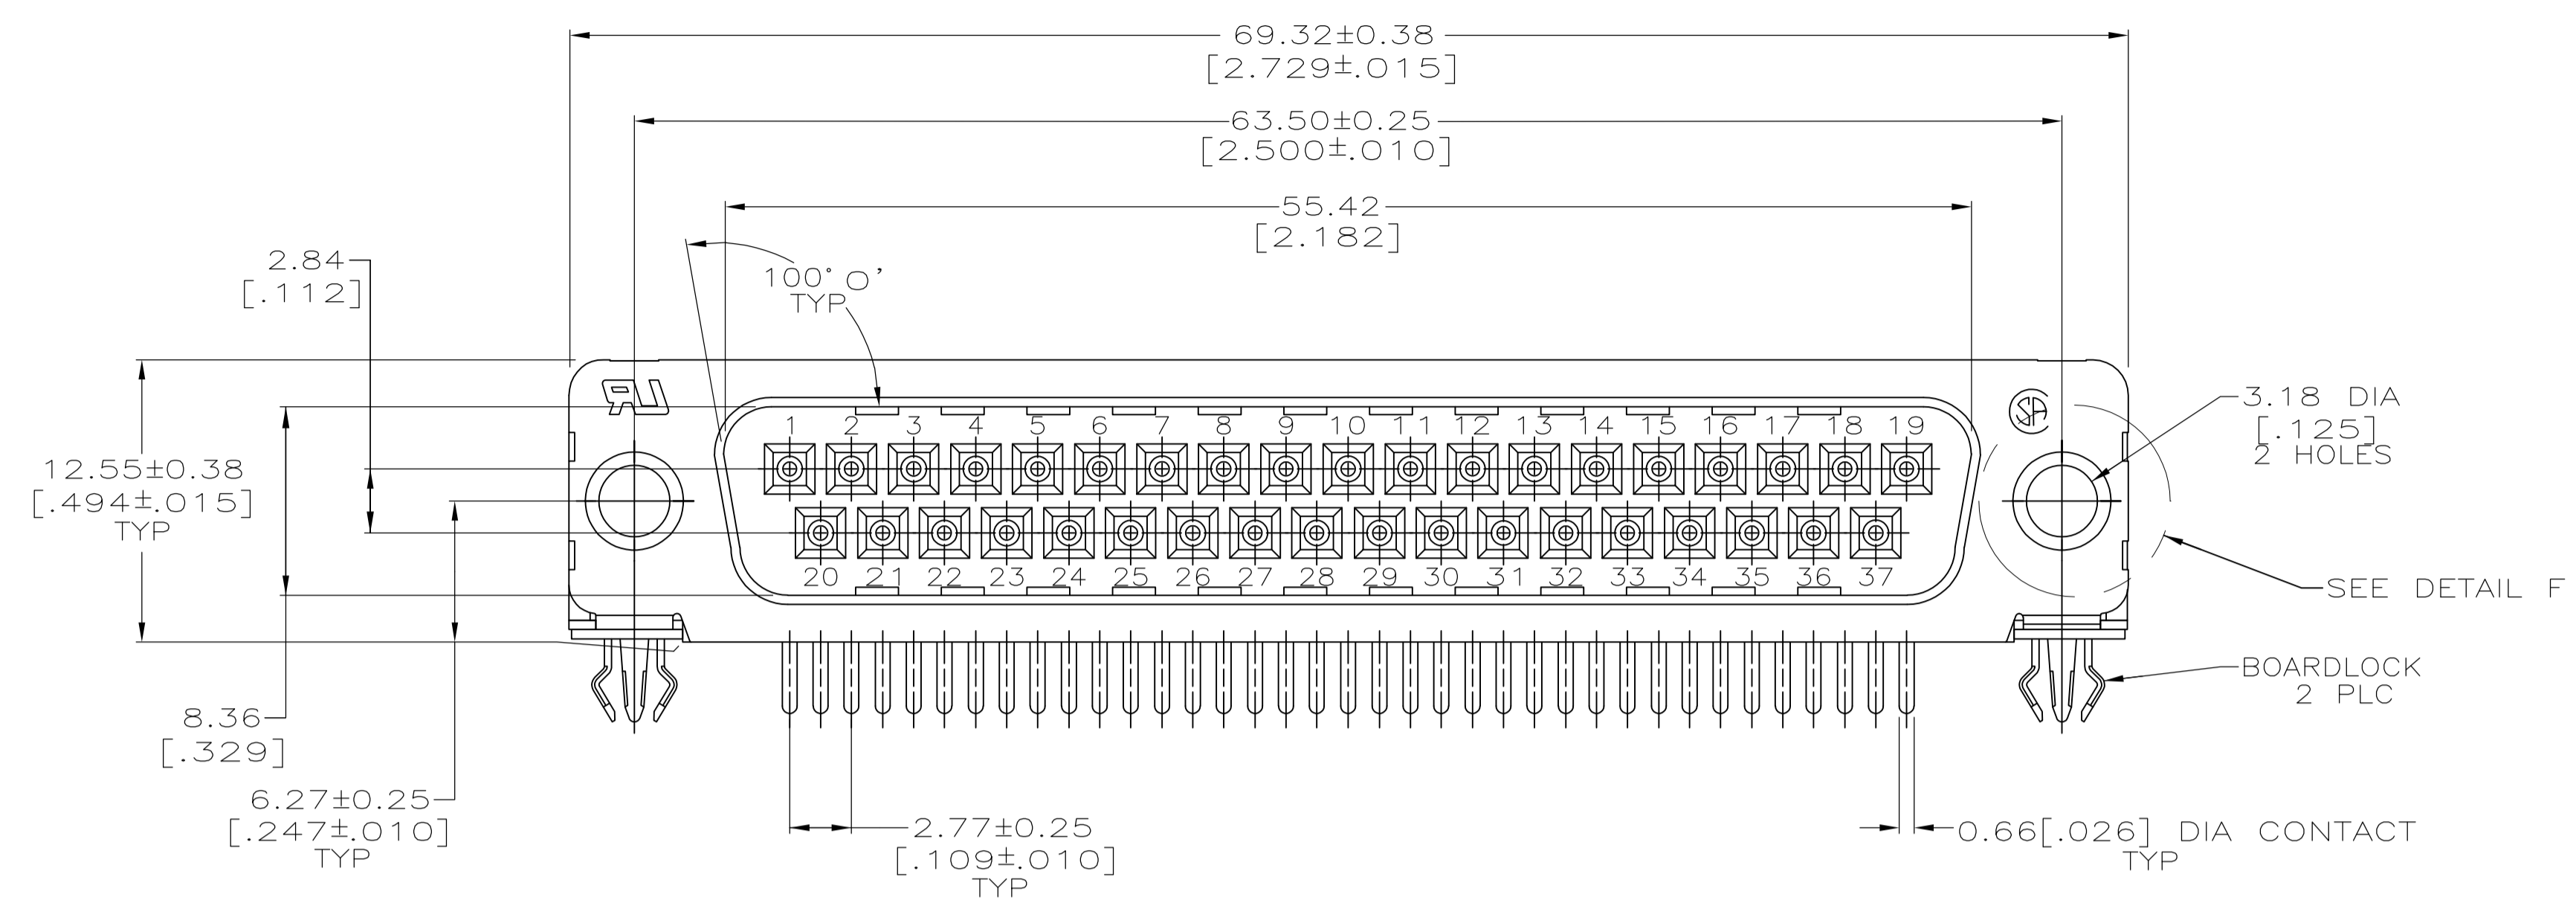 69.32±0.38
[2.729±.015]
63.50±0.25
[2.500±.010]
55.42
[2.182]
2.84
[.112]
100°0'
TYP
12.55±0.38
[.494±.015]
TYP
3.18 DIA
[.125]
2 HOLES
1 2 3 4 5 6 7 8 9 10 11 12 13 14 15 16 17 18 19
20 21 22 23 24 25 26 27 28 29 30 31 32 33 34 35 36 37
SEE DETAIL F
BOARDLOCK
2 PLC
8.36
[.329]
6.27±0.25
[.247±.010]
TYP
2.77±0.25
[.109±.010]
TYP
0.66[.026] DIA CONTACT
TYP